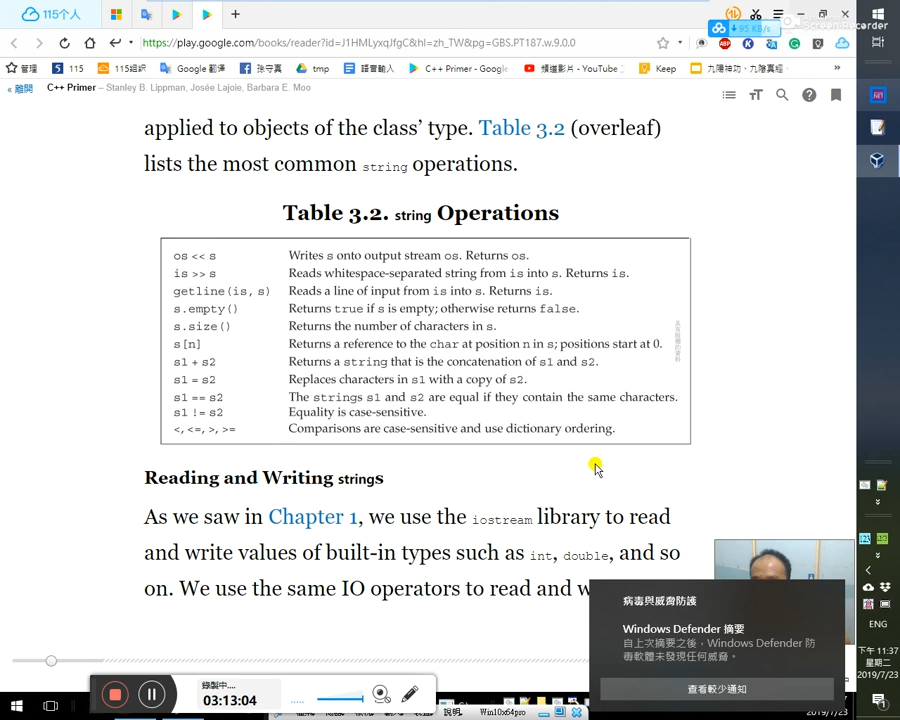 115个人
Screen Recorder
https://play.google.com/books/reader?id=J1HMLyxqJfgC&hl=zh_TW&pg=GBS.PT187.w.9.0.0
95 KB/s
管理
115
115組織
Google 翻譯
孫守真
tmp
語音輸入
C++ Primer - Google
頻道影片 - YouTube
Keep
九陽神功、九陰真經
« 離開
C++ Primer – Stanley B. Lippman, Josée Lajoie, Barbara E. Moo
applied to objects of the class’ type. Table 3.2 (overleaf)
lists the most common string operations.
Table 3.2. string Operations
os << s Writes s onto output stream os. Returns os.
is >> s Reads whitespace-separated string from is into s. Returns is.
getline(is, s) Reads a line of input from is into s. Returns is.
s.empty() Returns true if s is empty; otherwise returns false.
s.size() Returns the number of characters in s.
s[n] Returns a reference to the char at position n in s; positions start at 0.
s1 + s2 Returns a string that is the concatenation of s1 and s2.
s1 = s2 Replaces characters in s1 with a copy of s2.
s1 == s2 The strings s1 and s2 are equal if they contain the same characters.
s1 != s2 Equality is case-sensitive.
<, <=, >, >= Comparisons are case-sensitive and use dictionary ordering.
Reading and Writing strings
As we saw in Chapter 1, we use the iostream library to read
and write values of built-in types such as int, double, and so
on. We use the same IO operators to read and w
病毒與威脅防護
Windows Defender 摘要
自上次摘要之後，Windows Defender 防
毒軟體未發現任何威脅。
查看較少通知
錄製中....
03:13:04
說明
Win10x64pro
ENG
下午 11:37
星期二
2019/7/23
2019/7/23